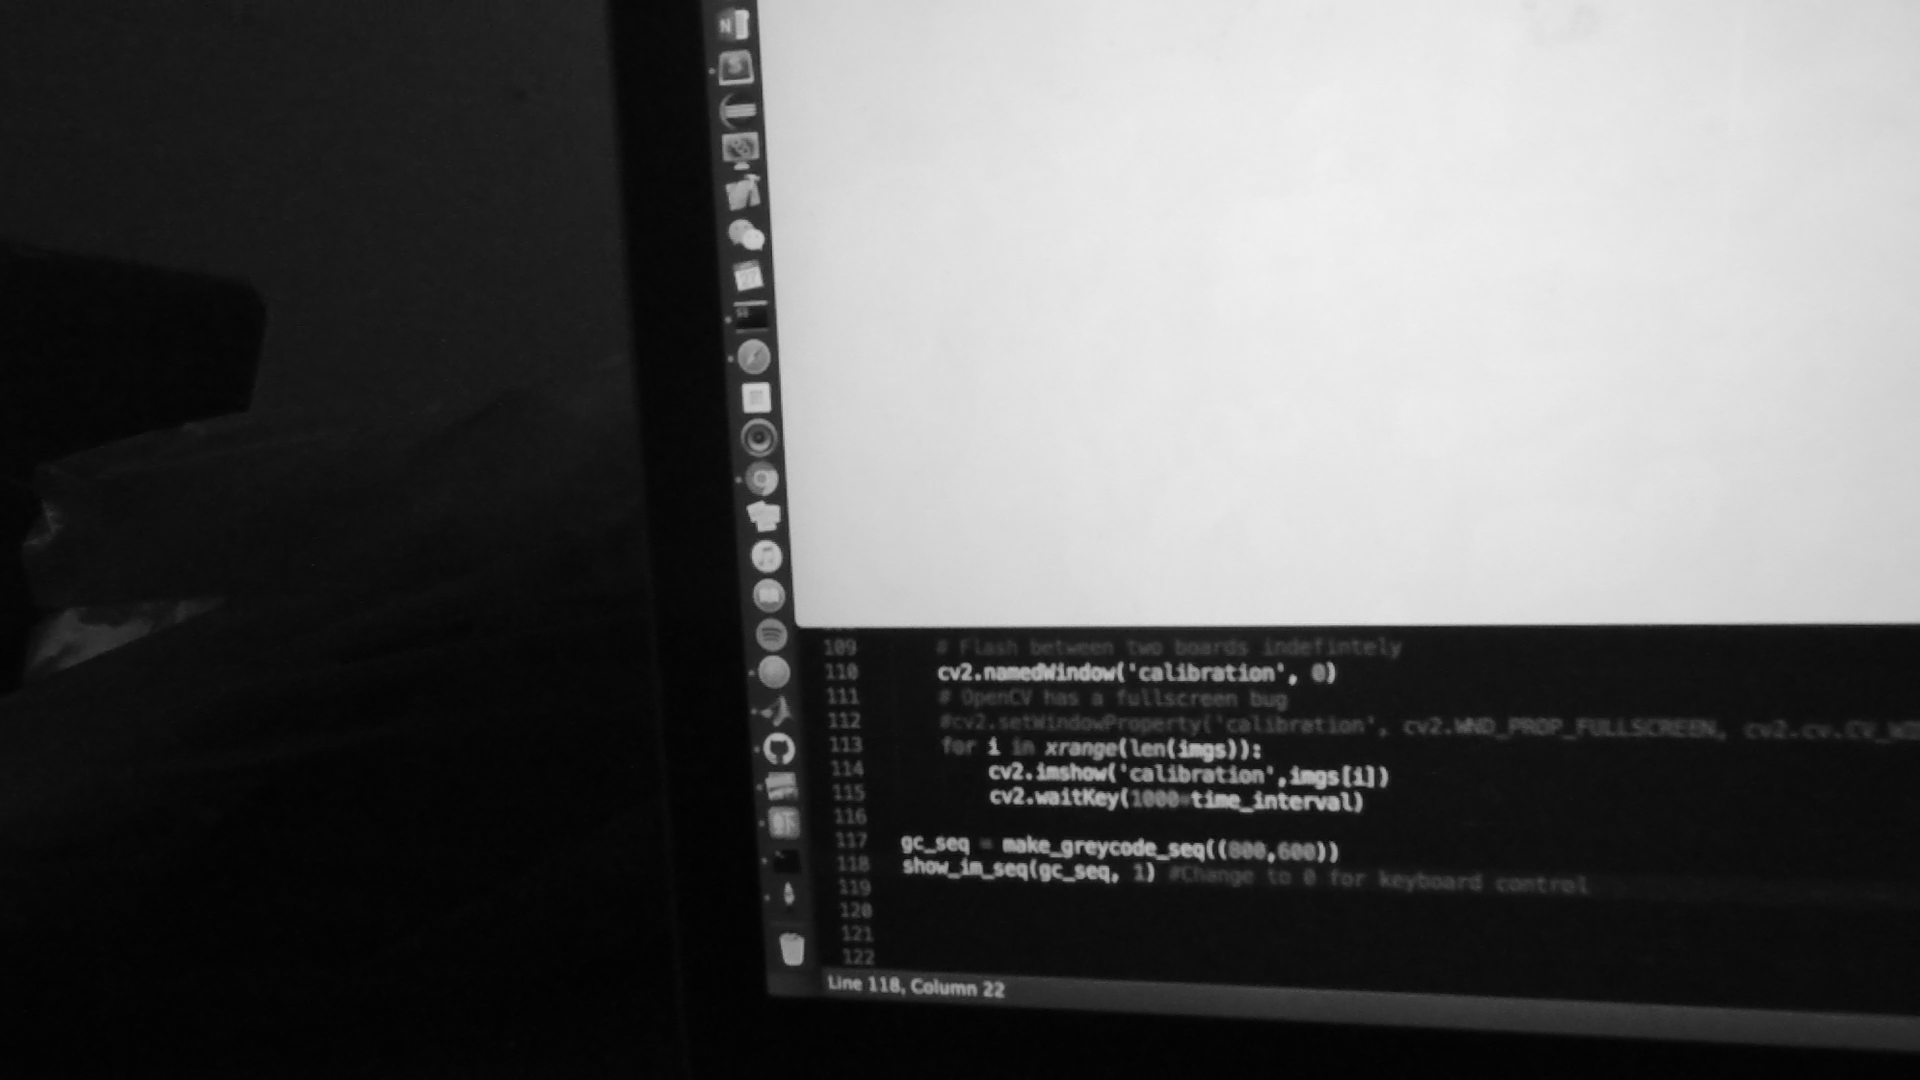 109 # Flash between two boards indefintely
110 cv2.namedWindow('calibration', 0)
111 # OpenCV has a fullscreen bug
112 #cv2.setWindowProperty('calibration', cv2.WND_PROP_FULLSCREEN, cv2.cv.CV_WI
113 for i in xrange(len(imgs)):
114 cv2.imshow('calibration',imgs[i])
115 cv2.waitKey(1000*time_interval)
116
117 gc_seq = make_greycode_seq((800,600))
118 show_im_seq(gc_seq, 1) #Change to 0 for keyboard control
119
120
121
122
Line 118, Column 22